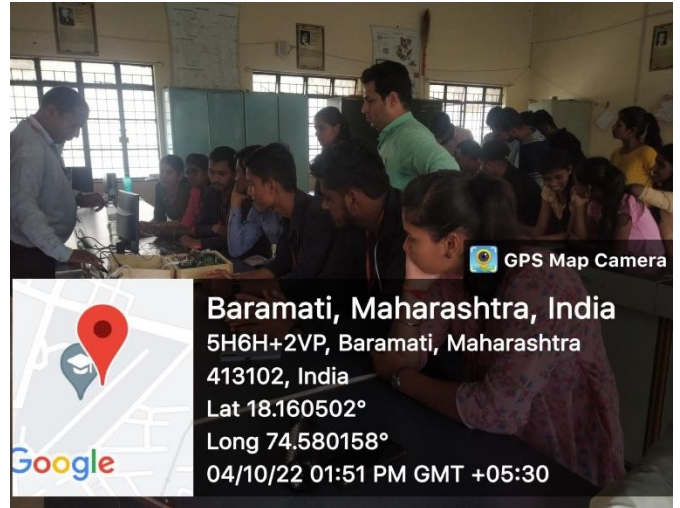 GPS Map Camera
Baramati, Maharashtra, India
5H6H+2VP, Baramati, Maharashtra
413102, India
Lat 18.160502°
Long 74.580158°
04/10/22 01:51 PM GMT +05:30
Google